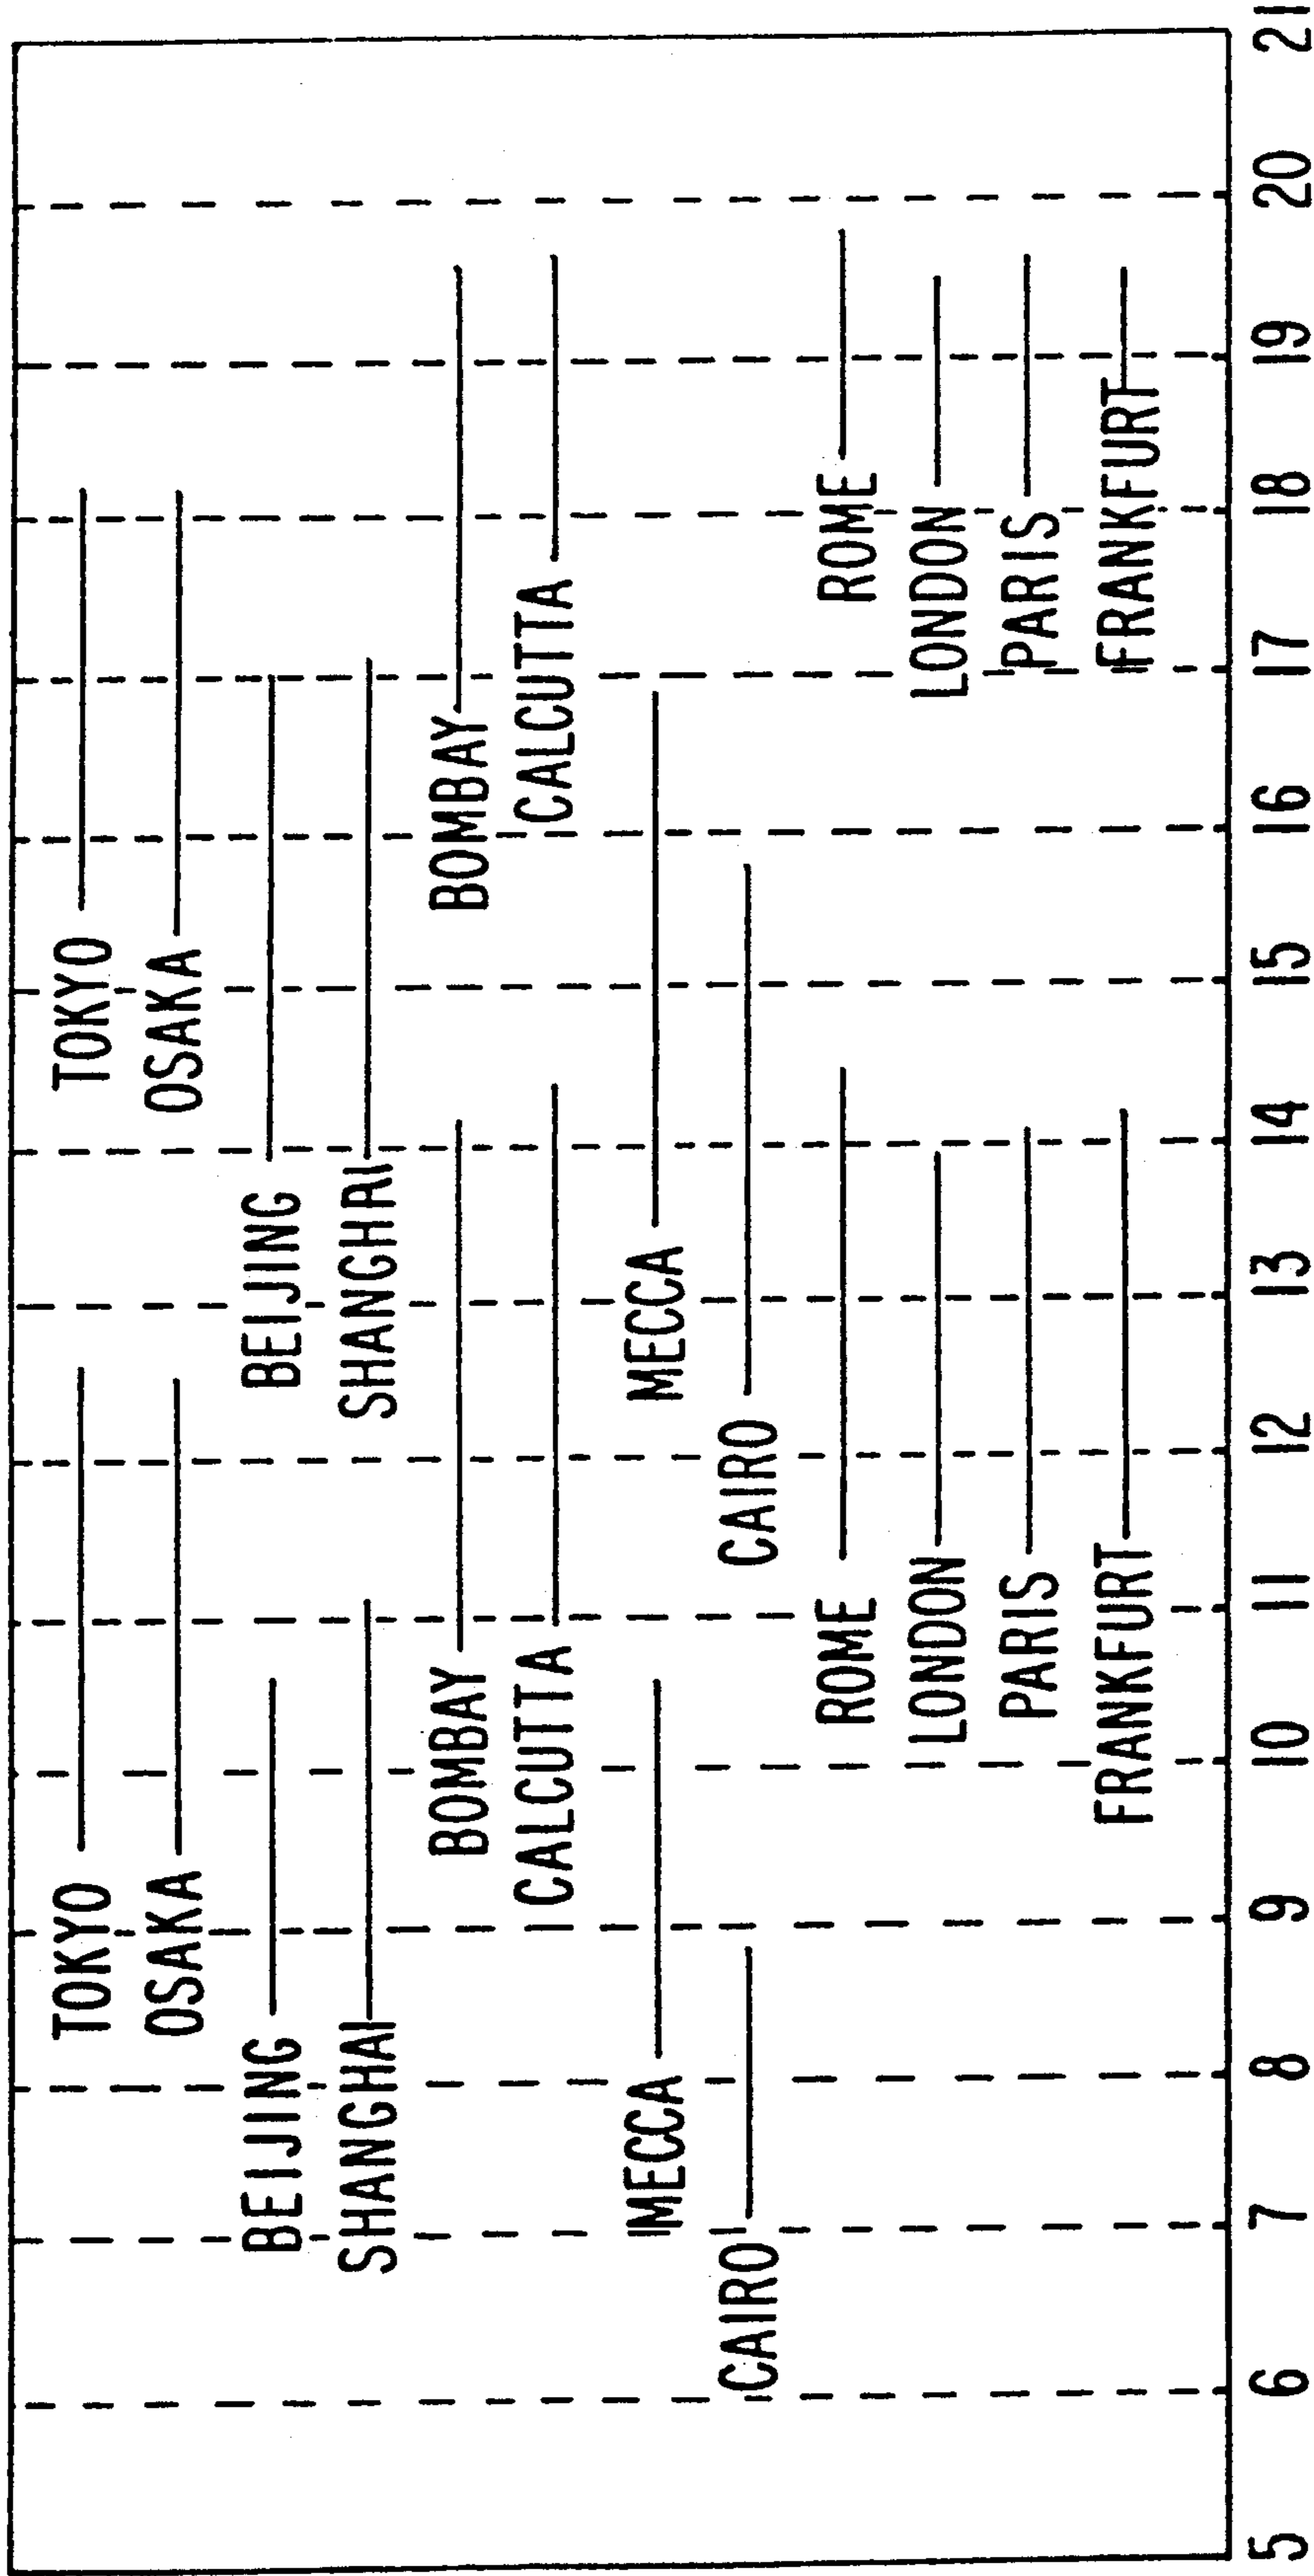 TOKYO TOKYO
OSAKA OSAKA
BEIJING BEIJING
SHANGHAI SHANGHRI
BOMBAY BOMBAY
CALCUTTA CALCUTTA
MECCA MECCA
CAIRO CAIRO
ROME ROME
LONDON LONDON
PARIS PARIS
FRANKFURT FRANKFURT
5 6 7 8 9 10 11 12 13 14 15 16 17 18 19 20 21